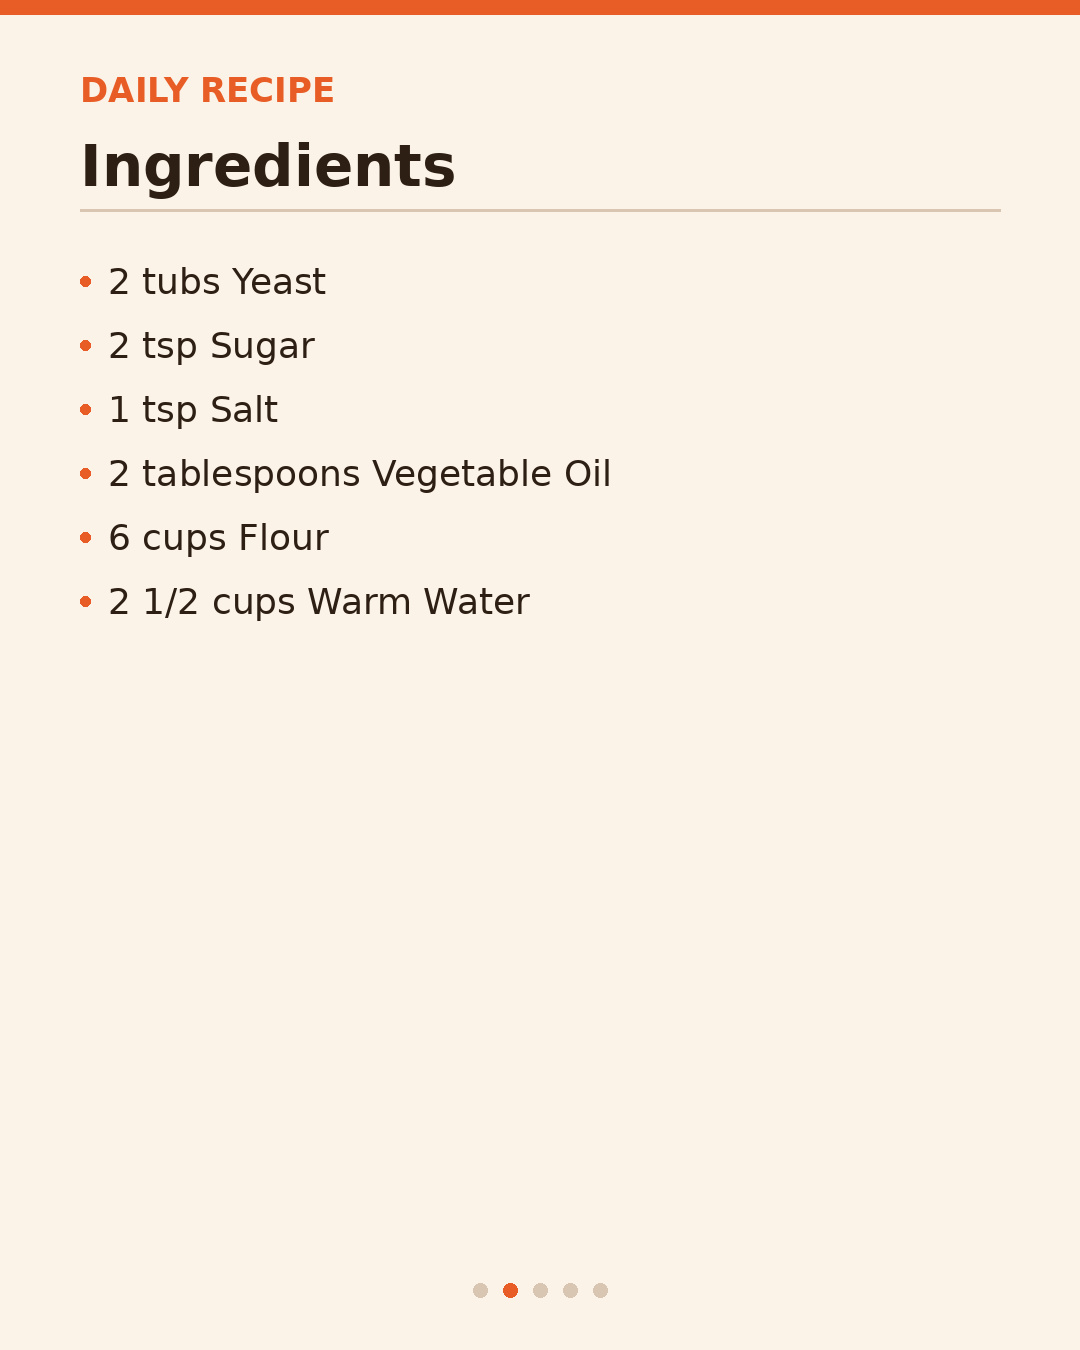 DAILY RECIPE
Ingredients
2 tubs Yeast
2 tsp Sugar
1 tsp Salt
2 tablespoons Vegetable Oil
6 cups Flour
2 1/2 cups Warm Water